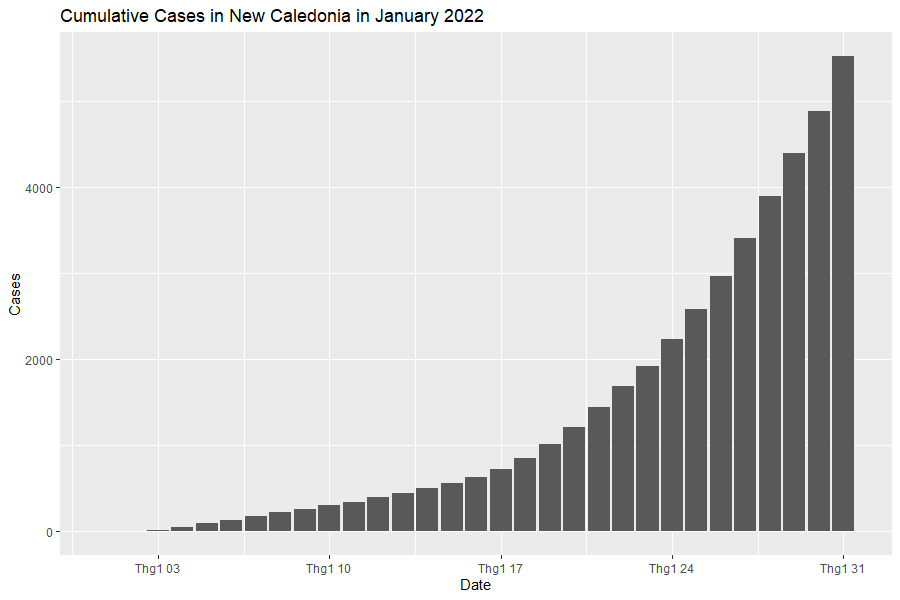 Cumulative Cases in New Caledonia in January 2022
Cases
4000
2000
0
Thg1 03 Thg1 10 Thg1 17 Thg1 24 Thg1 31
Date